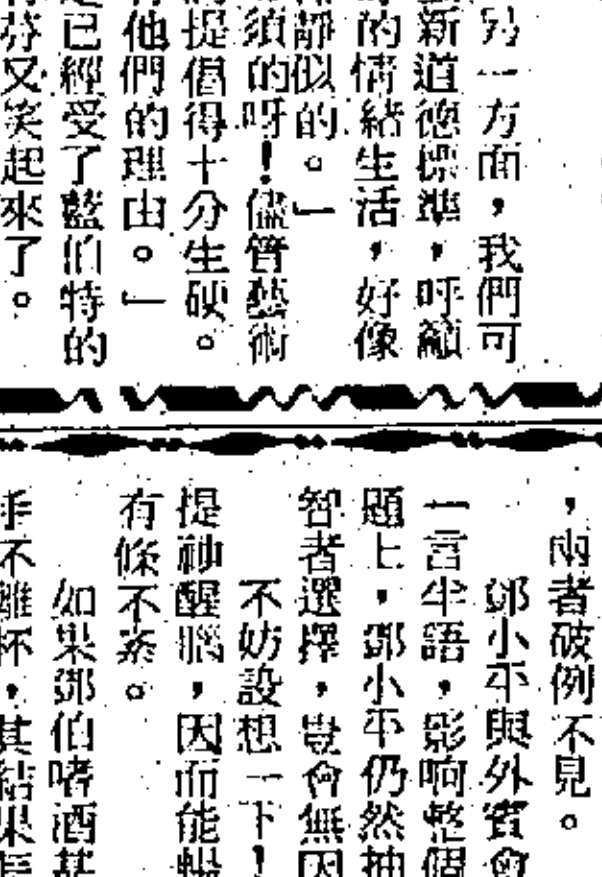 另一方面，我們可
新道德標準，呼籲
的情緒生活，好像
靜似的。」
須的呀！儘管藝術
提倡得十分生硬。
他們的理由。」
已經受了藍伯特的
芬又笑起來了。
，兩者破例不見。
鄧小平與外賓會
一言半語，影响整個
題上，鄧小平仍然抽
智者選擇，豈會無因
不妨設想一下！
提神醒腦，因而能暢
有條不紊。
如果鄧伯嗜酒甚
手不離杯，其結果